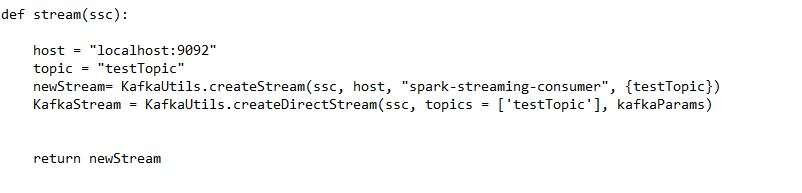 def stream(ssc):
    host = "localhost:9092"
    topic = "testTopic"
    newStream= KafkaUtils.createStream(ssc, host, "spark-streaming-consumer", {testTopic})
    KafkaStream = KafkaUtils.createDirectStream(ssc, topics = ['testTopic'], kafkaParams)
    return newStream